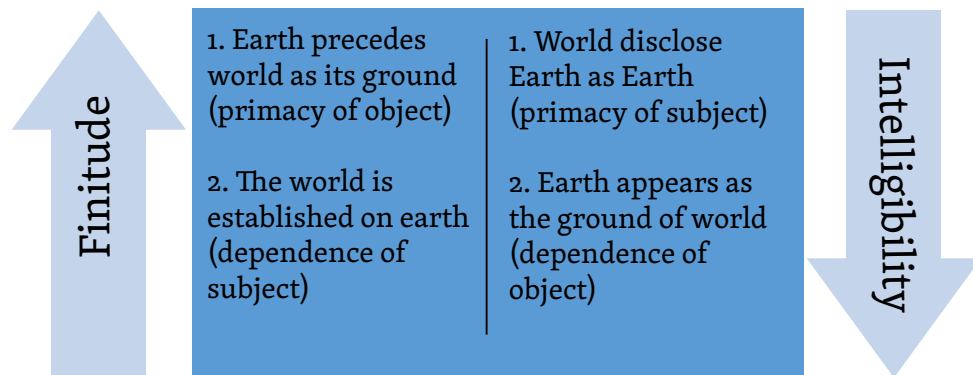 Finitude
1. Earth precedes
world as its ground
(primacy of object)
2. The world is
established on earth
(dependence of
subject)
1. World disclose
Earth as Earth
(primacy of subject)
2. Earth appears as
the ground of world
(dependence of
object)
Intelligibility